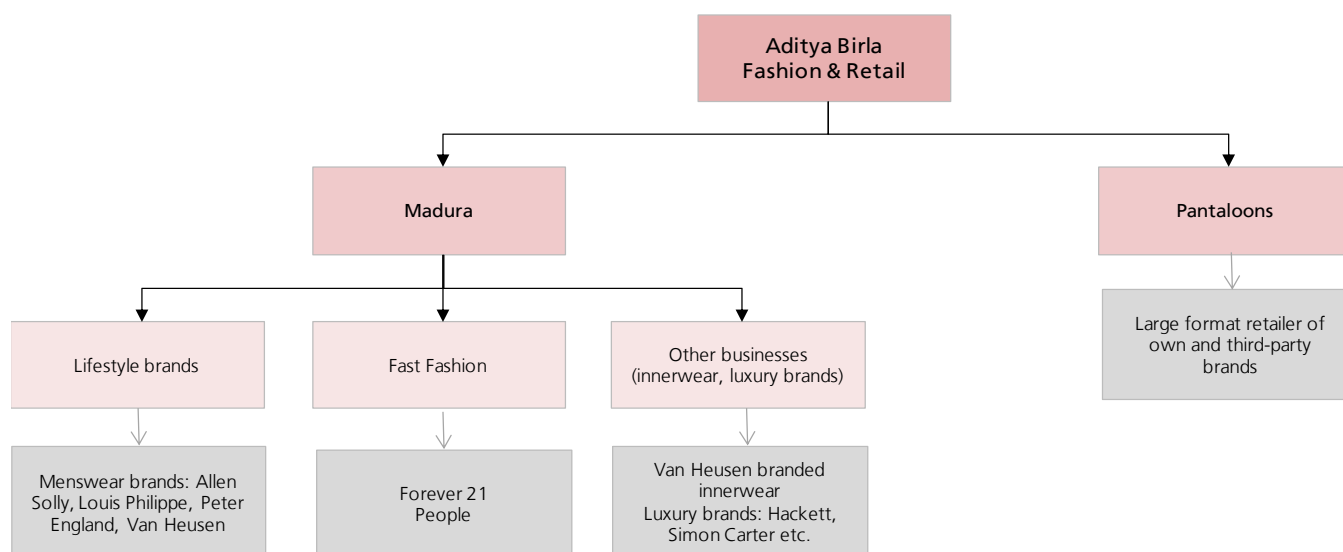 Aditya Birla
Fashion & Retail
Madura
Pantaloons
Lifestyle brands
Fast Fashion
Other businesses
(innerwear, luxury brands)
Large format retailer of
own and third-party
brands
Menswear brands: Allen
Solly, Louis Philippe, Peter
England, Van Heusen
Forever 21
People
Van Heusen branded
innerwear
Luxury brands: Hackett,
Simon Carter etc.